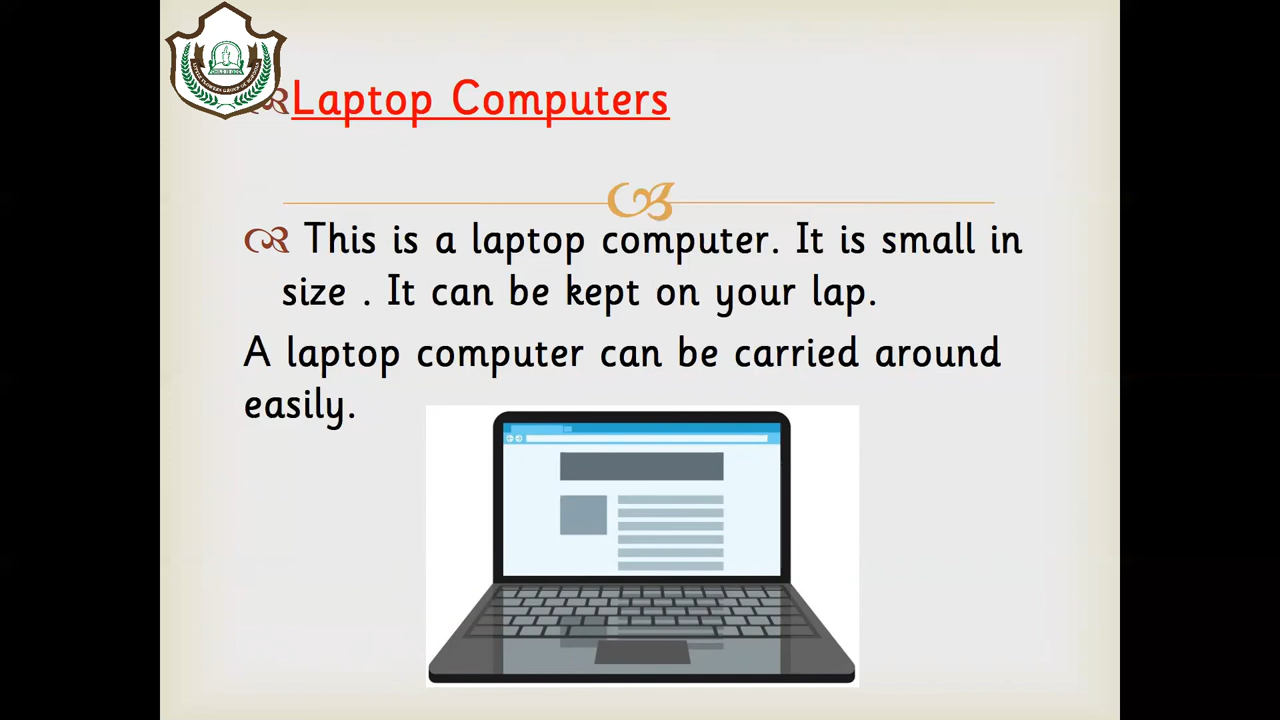 Laptop Computers
This is a laptop computer. It is small in
size . It can be kept on your lap.
A laptop computer can be carried around
easily.